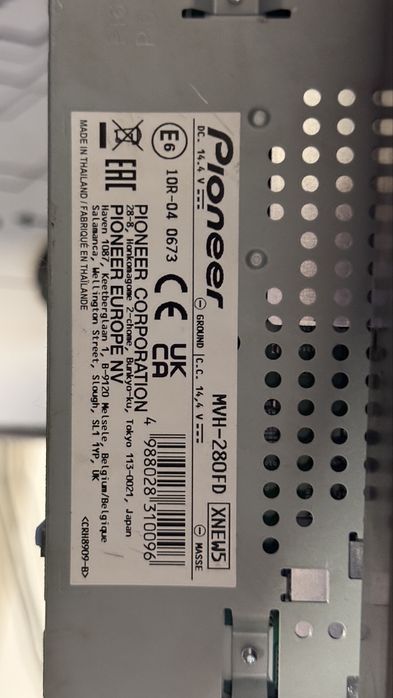 Pioneer MVH-280FD XNEW5
DC. 14.4 V ⎓ ⊖ GROUND C.C. 14,4 V ⎓ ⊖ MASSE
E6 10R-04 0673 CE UK CA
EAC
4 988028 310096
PIONEER CORPORATION
28-8, Honkomagome 2-chome, Bunkyo-ku, Tokyo 113-0021, Japan
PIONEER EUROPE NV
Haven 1087, Keetberglaan 1, B-9120 Melsele, Belgium/Belgique
Salamanca, Wellington Street, Slough, SL1 1YP, UK
MADE IN THAILAND / FABRIQUÉ EN THAÏLANDE
<CRH8909-B>